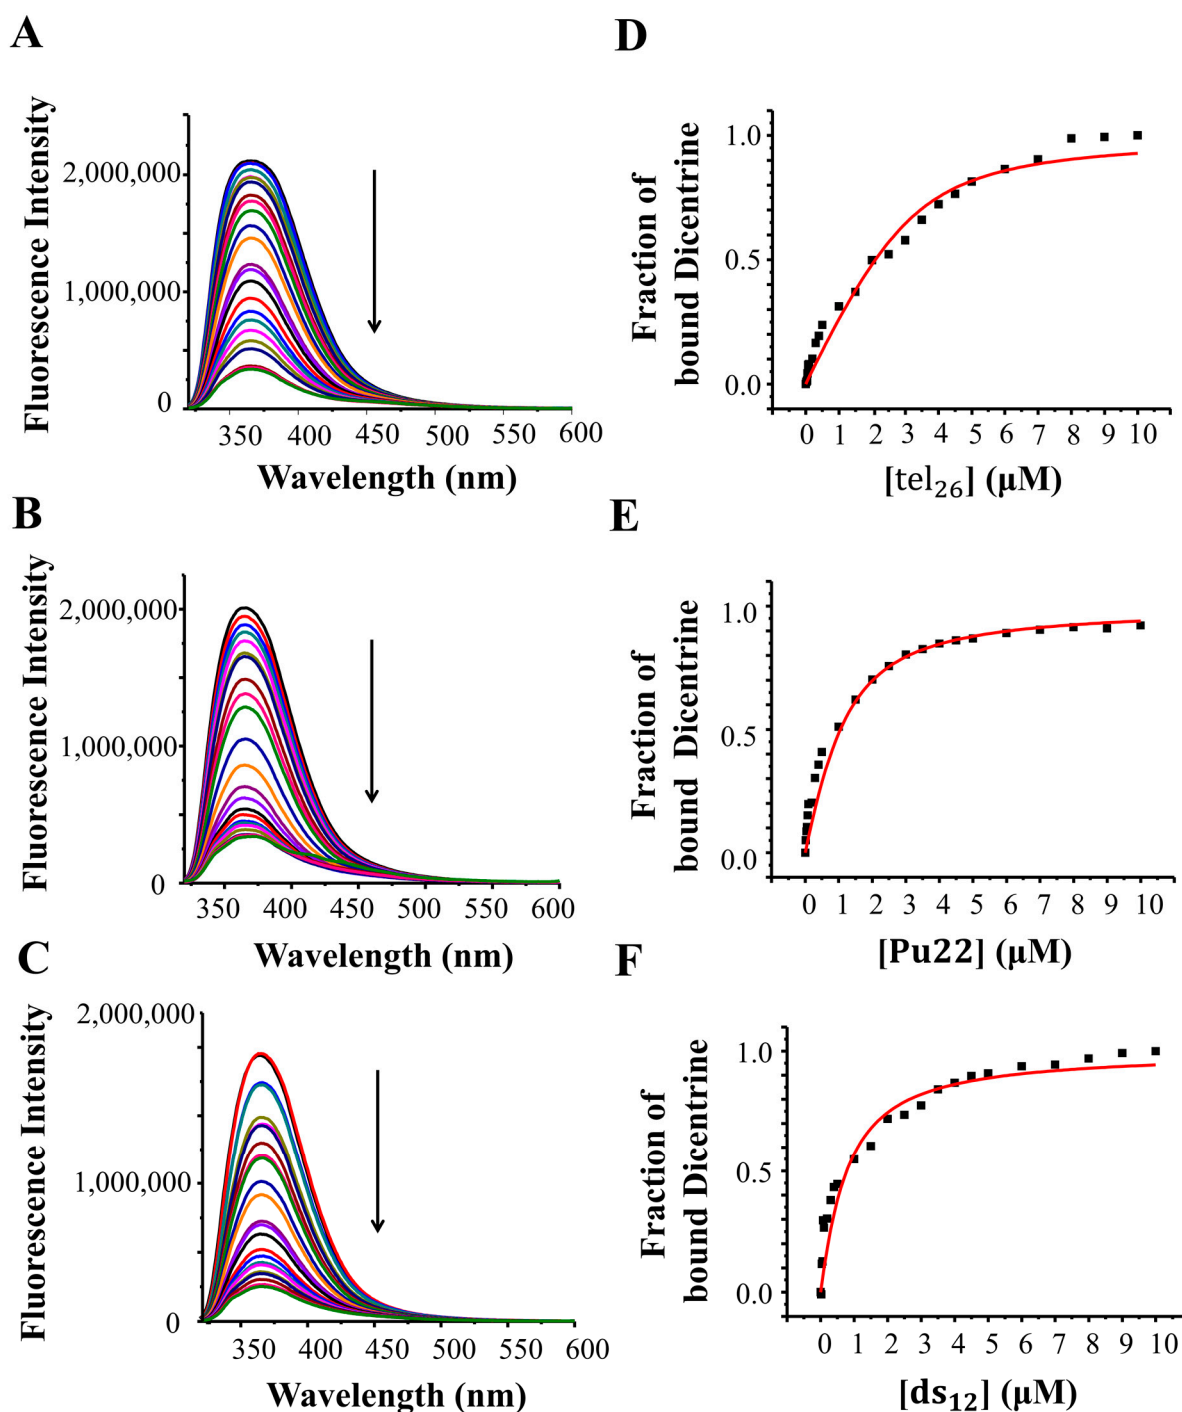 A
Fluorescence Intensity
2,000,000
1,000,000
0
350 400 450 500 550 600
Wavelength (nm)
D
Fraction of
bound Dicentrine
1.0
0.5
0.0
0 1 2 3 4 5 6 7 8 9 10
[tel26] (μM)
B
Fluorescence Intensity
2,000,000
1,000,000
0
350 400 450 500 550 600
Wavelength (nm)
E
Fraction of
bound Dicentrine
1.0
0.5
0.0
0 1 2 3 4 5 6 7 8 9 10
[Pu22] (μM)
C
Fluorescence Intensity
2,000,000
1,000,000
0
350 400 450 500 550 600
Wavelength (nm)
F
Fraction of
bound Dicentrine
1.0
0.5
0.0
0 1 2 3 4 5 6 7 8 9 10
[ds12] (μM)